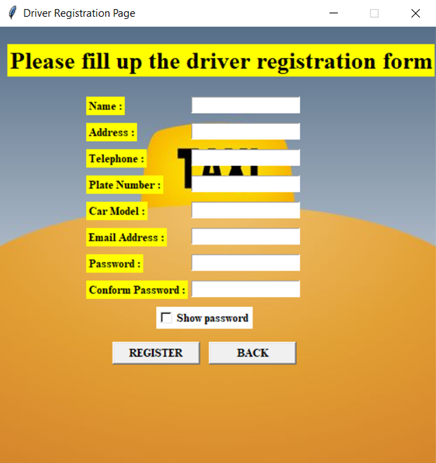 Driver Registration Page
Please fill up the driver registration form
Name :
Address :
Telephone :
TAXI
Plate Number :
Car Model :
Email Address :
Password :
Conform Password :
Show password
REGISTER BACK